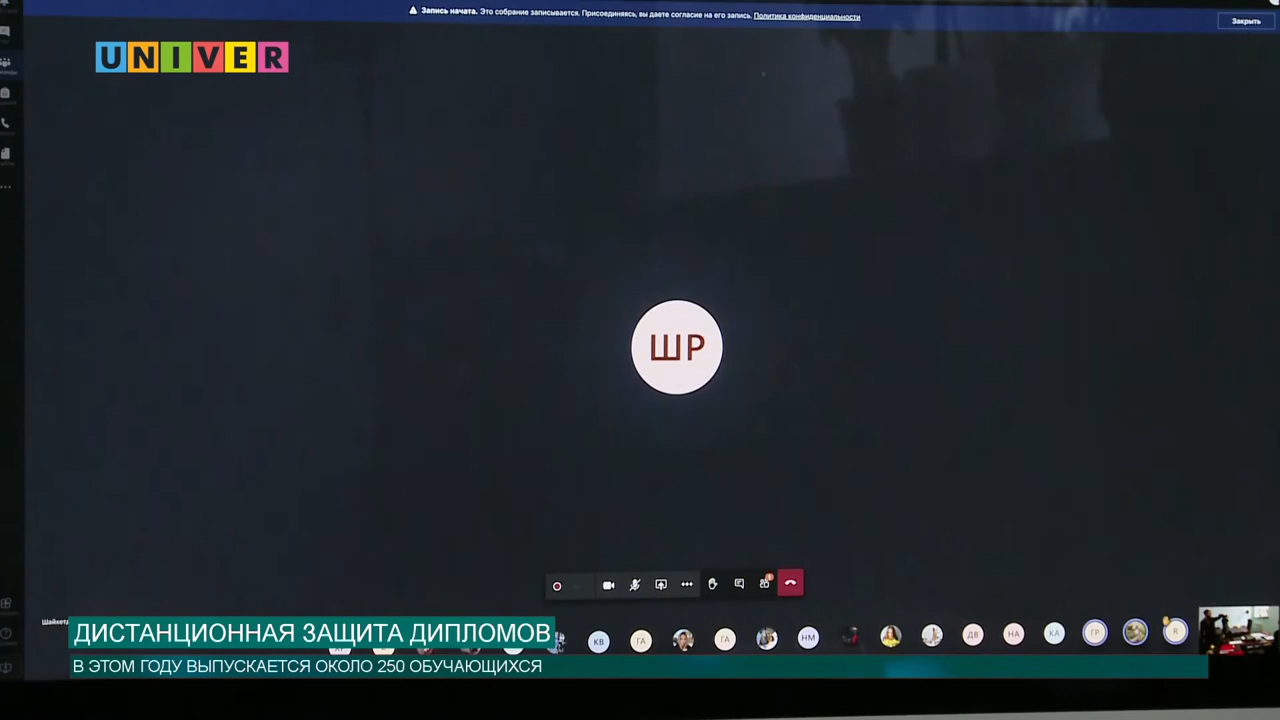 Запись начата. Это собрание записывается. Присоединяясь, вы даете согласие на его запись. Политика конфиденциальности
Закрыть
UNIVER
ШР
ДИСТАНЦИОННАЯ ЗАЩИТА ДИПЛОМОВ
КВ
ГА
ГА
НМ
ДВ
НА
КА
ГР
R
В ЭТОМ ГОДУ ВЫПУСКАЕТСЯ ОКОЛО 250 ОБУЧАЮЩИХСЯ